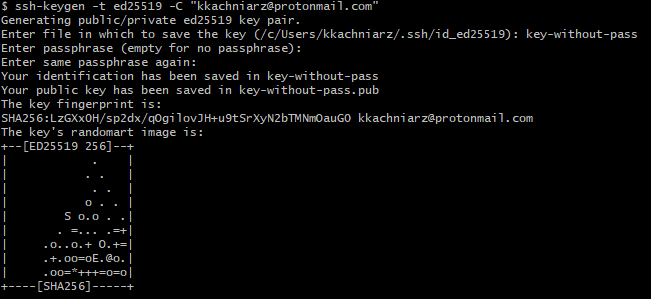 $ ssh-keygen -t ed25519 -C "kkachniarz@protonmail.com"
Generating public/private ed25519 key pair.
Enter file in which to save the key (/c/Users/kkachniarz/.ssh/id_ed25519): key-without-pass
Enter passphrase (empty for no passphrase):
Enter same passphrase again:
Your identification has been saved in key-without-pass
Your public key has been saved in key-without-pass.pub
The key fingerprint is:
SHA256:LzGXxOH/sp2dx/qOgilovJH+u9tSrXyN2bTMNmOauGO kkachniarz@protonmail.com
The key's randomart image is:
+--[ED25519 256]--+
|            .    |
|           . .   |
|            . .  |
|           o . . |
|        S o.o . .|
|       . =... .=+|
|     .o..o.+ O.+=|
|     .+.oo=oE.@o.|
|     .oo=*+++=o=o|
+----[SHA256]-----+